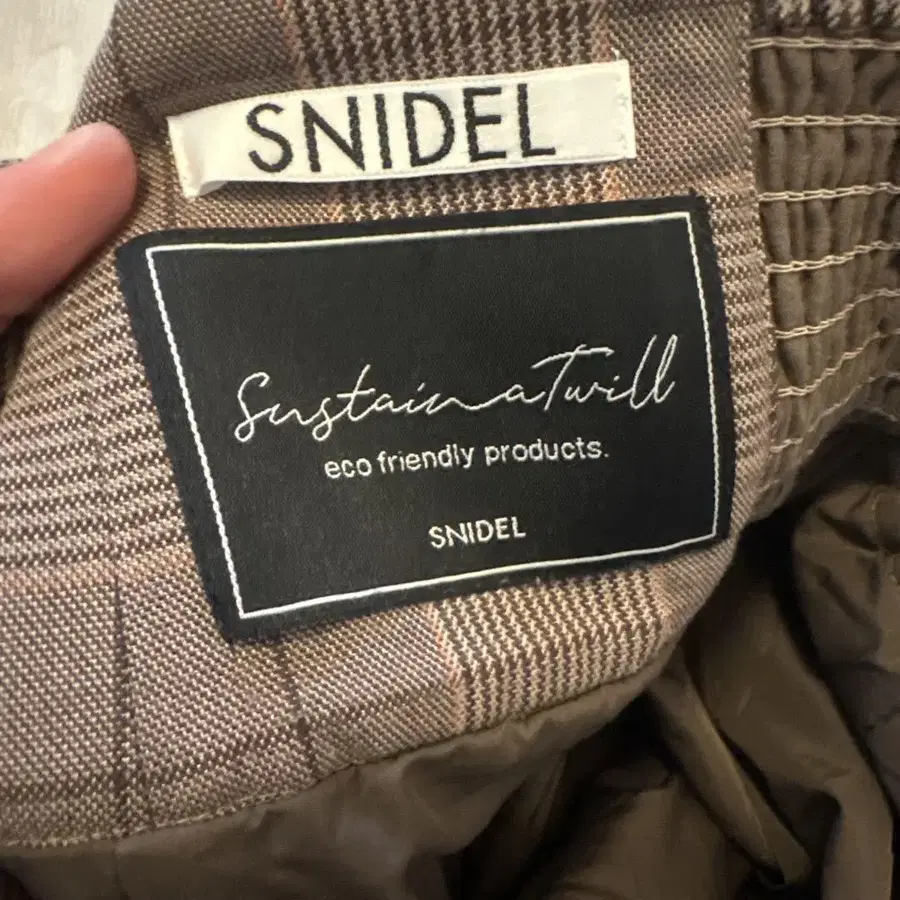 SNIDEL
SustainaTwill
eco friendly products.
SNIDEL